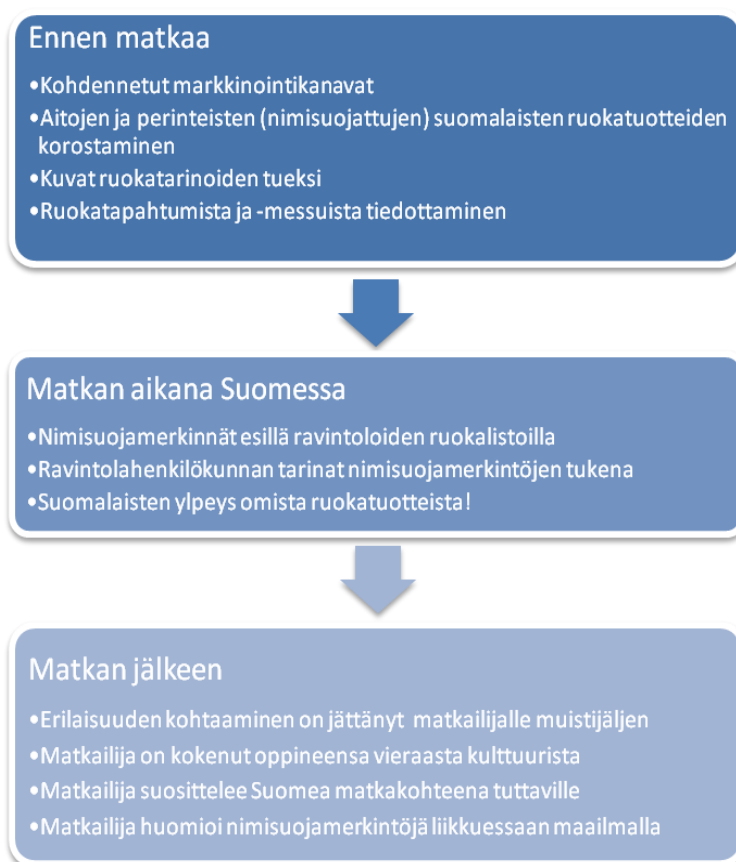 Ennen matkaa
•Kohdennetut markkinointikanavat
•Aitojen ja perinteisten (nimisuojattujen) suomalaisten ruokatuotteiden
korostaminen
•Kuvat ruokatarinoiden tueksi
•Ruokatapahtumista ja -messuista tiedottaminen
Matkan aikana Suomessa
•Nimisuojamerkinnät esillä ravintoloiden ruokalistoilla
•Ravintolahenkilökunnan tarinat nimisuojamerkintöjen tukena
•Suomalaisten ylpeys omista ruokatuotteista!
Matkan jälkeen
•Erilaisuuden kohtaaminen on jättänyt matkailijalle muistijäljen
•Matkailija on kokenut oppineensa vieraasta kulttuurista
•Matkailija suosittelee Suomea matkakohteena tuttaville
•Matkailija huomioi nimisuojamerkintöjä liikkuessaan maailmalla